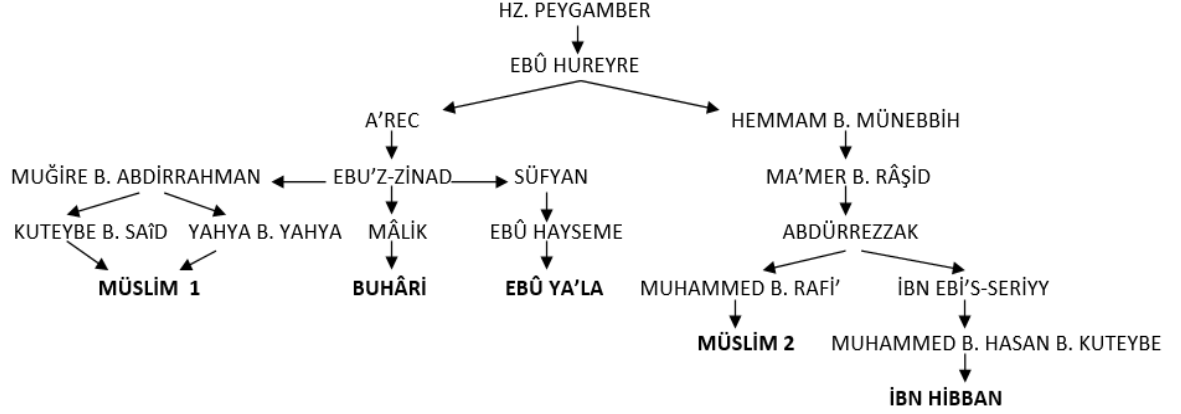 HZ. PEYGAMBER
EBÛ HUREYRE
A’REC HEMMAM B. MÜNEBBİH
MUĞİRE B. ABDİRRAHMAN EBU’Z-ZİNAD SÜFYAN MA’MER B. RÂŞİD
KUTEYBE B. SAîD YAHYA B. YAHYA MÂLİK EBÛ HAYSEME ABDÜRREZZAK
MÜSLİM 1 BUHÂRİ EBÛ YA’LA MUHAMMED B. RAFİ’ İBN EBİ’S-SERİYY
MÜSLİM 2 MUHAMMED B. HASAN B. KUTEYBE
İBN HİBBAN